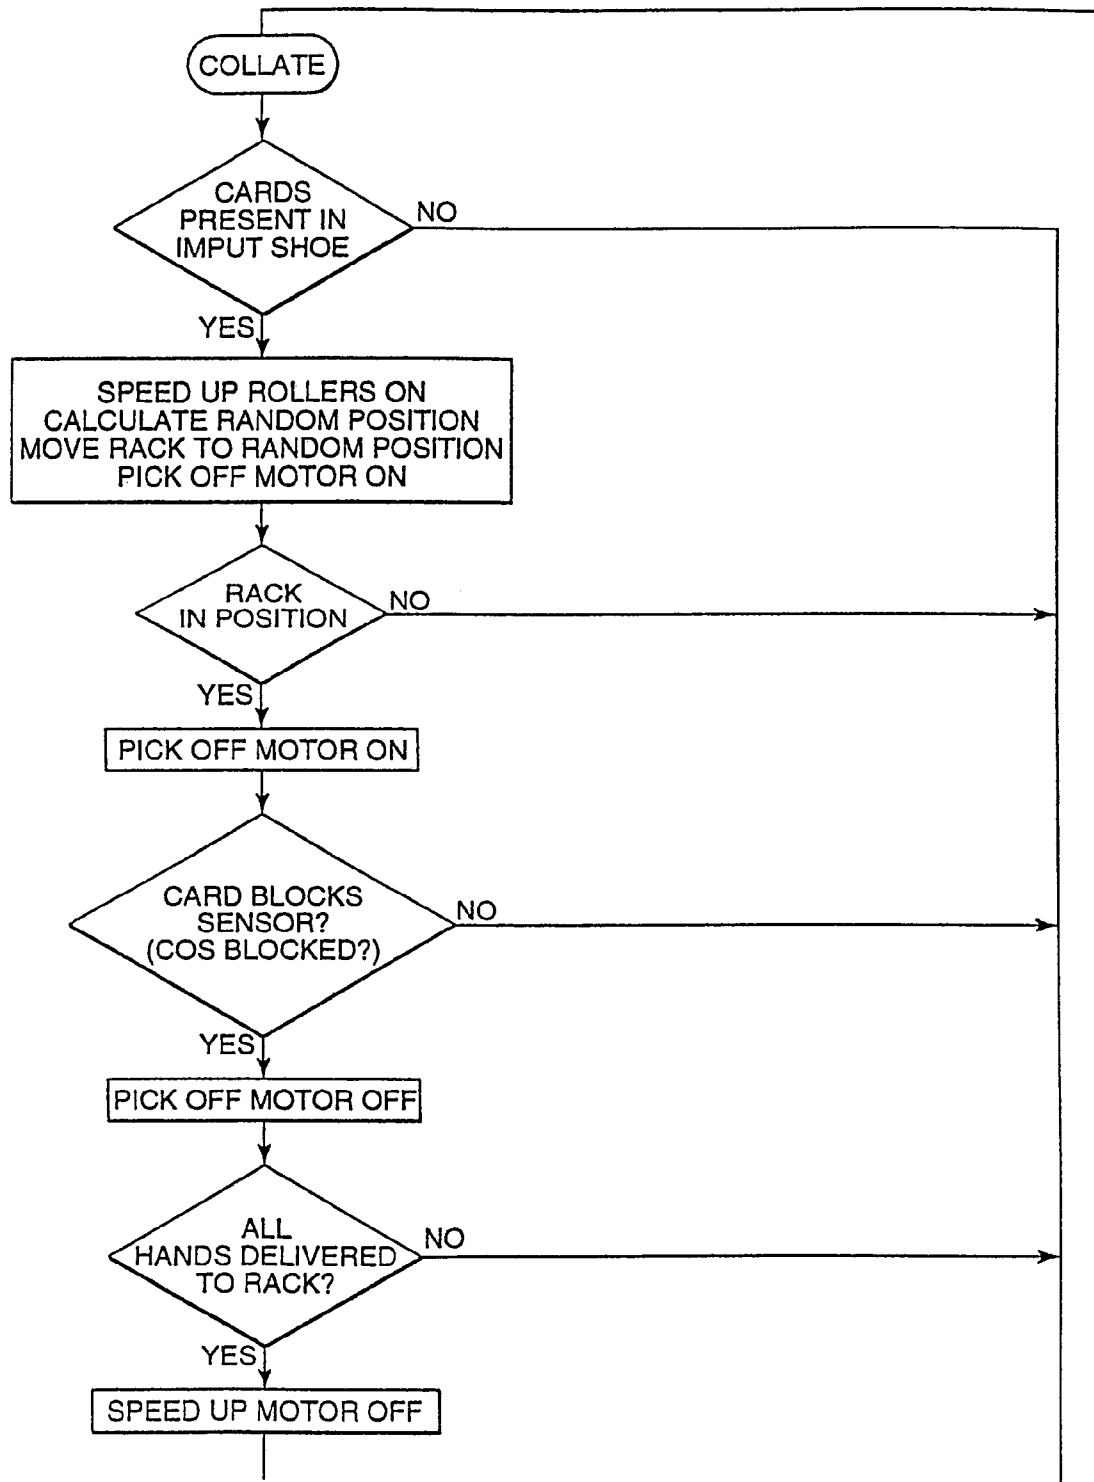 COLLATE
CARDS
PRESENT IN
IMPUT SHOE
NO
YES
SPEED UP ROLLERS ON
CALCULATE RANDOM POSITION
MOVE RACK TO RANDOM POSITION
PICK OFF MOTOR ON
RACK
IN POSITION
NO
YES
PICK OFF MOTOR ON
CARD BLOCKS
SENSOR?
(COS BLOCKED?)
NO
YES
PICK OFF MOTOR OFF
ALL
HANDS DELIVERED
TO RACK?
NO
YES
SPEED UP MOTOR OFF